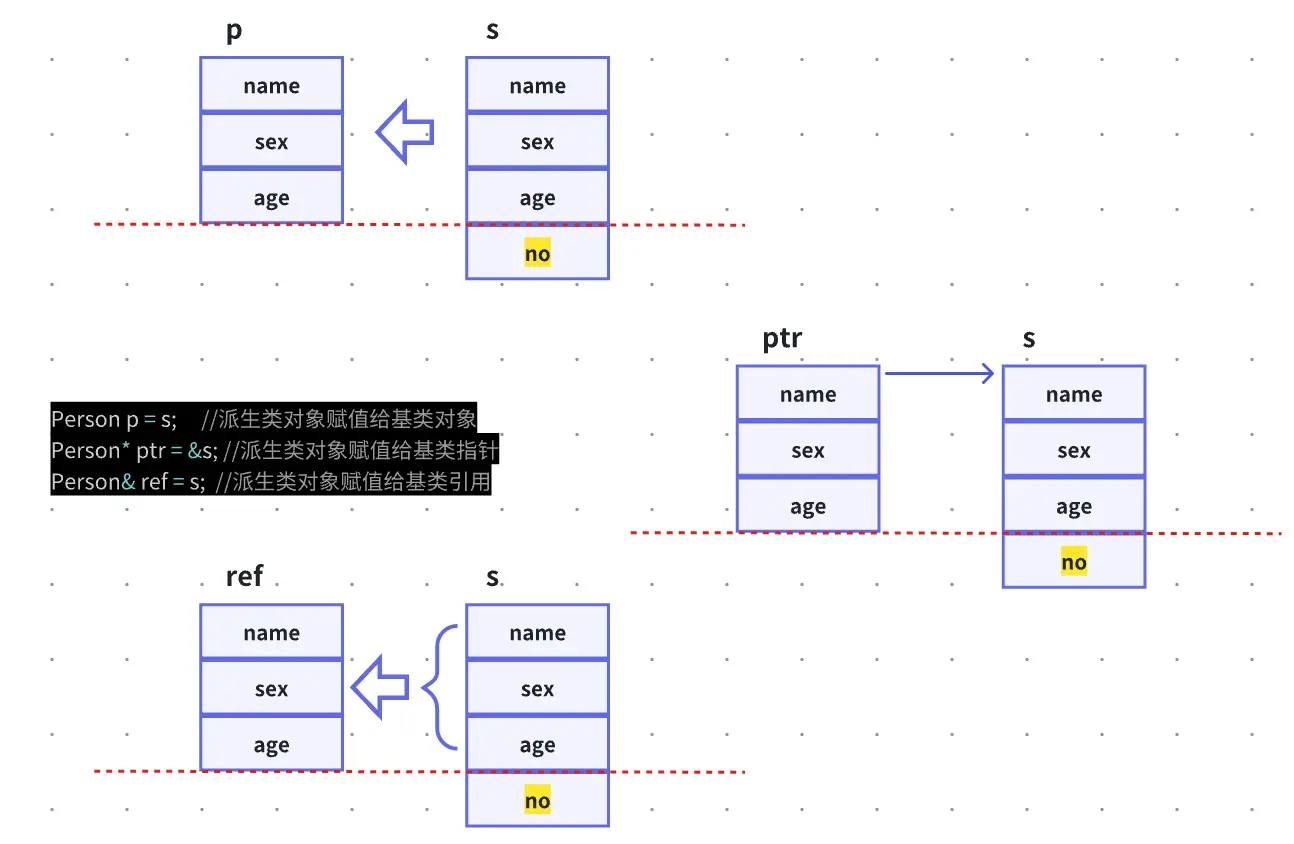 p
s
name
name
sex
sex
age
age
no
ptr
s
name
name
sex
sex
age
age
no
Person p = s; //派生类对象赋值给基类对象
Person* ptr = &s; //派生类对象赋值给基类指针
Person& ref = s; //派生类对象赋值给基类引用
ref
s
name
name
sex
sex
age
age
no